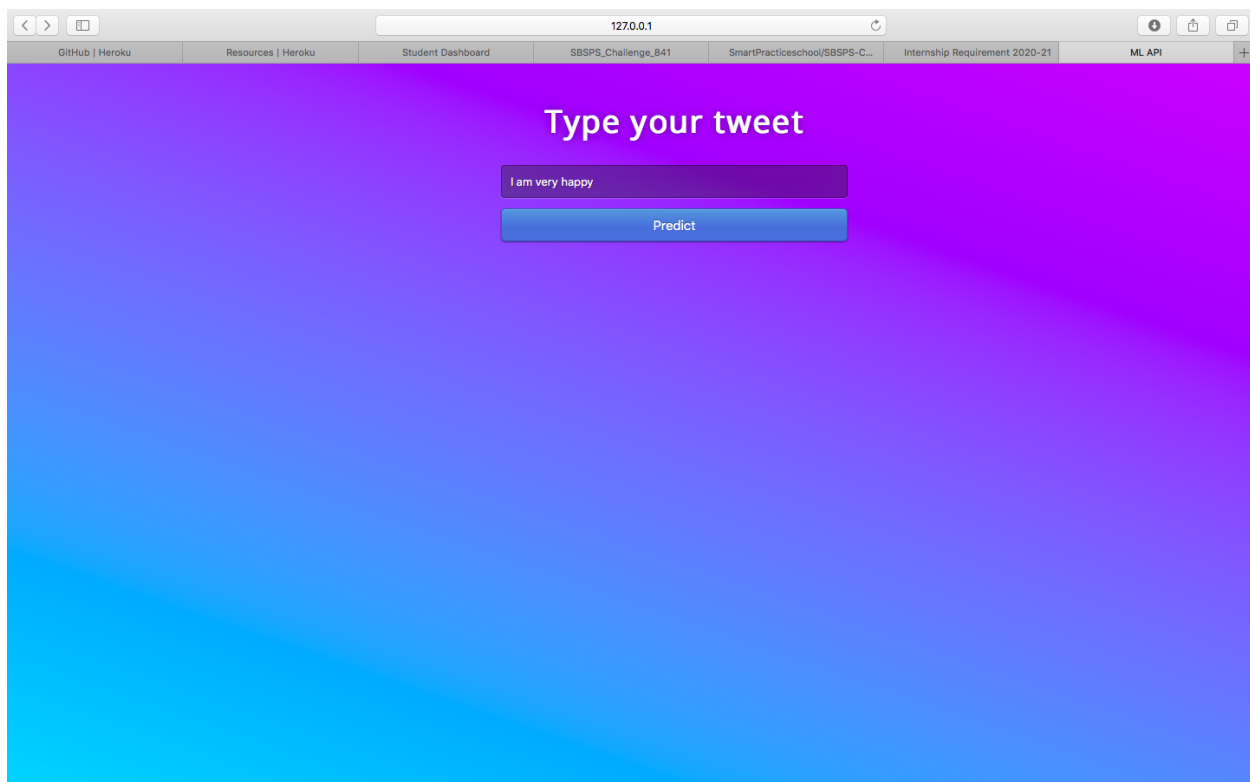 127.0.0.1
GitHub | Heroku
Resources | Heroku
Student Dashboard
SBSPS_Challenge_841
SmartPracticeschool/SBSPS-C...
Internship Requirement 2020-21
ML API
Type your tweet
I am very happy
Predict